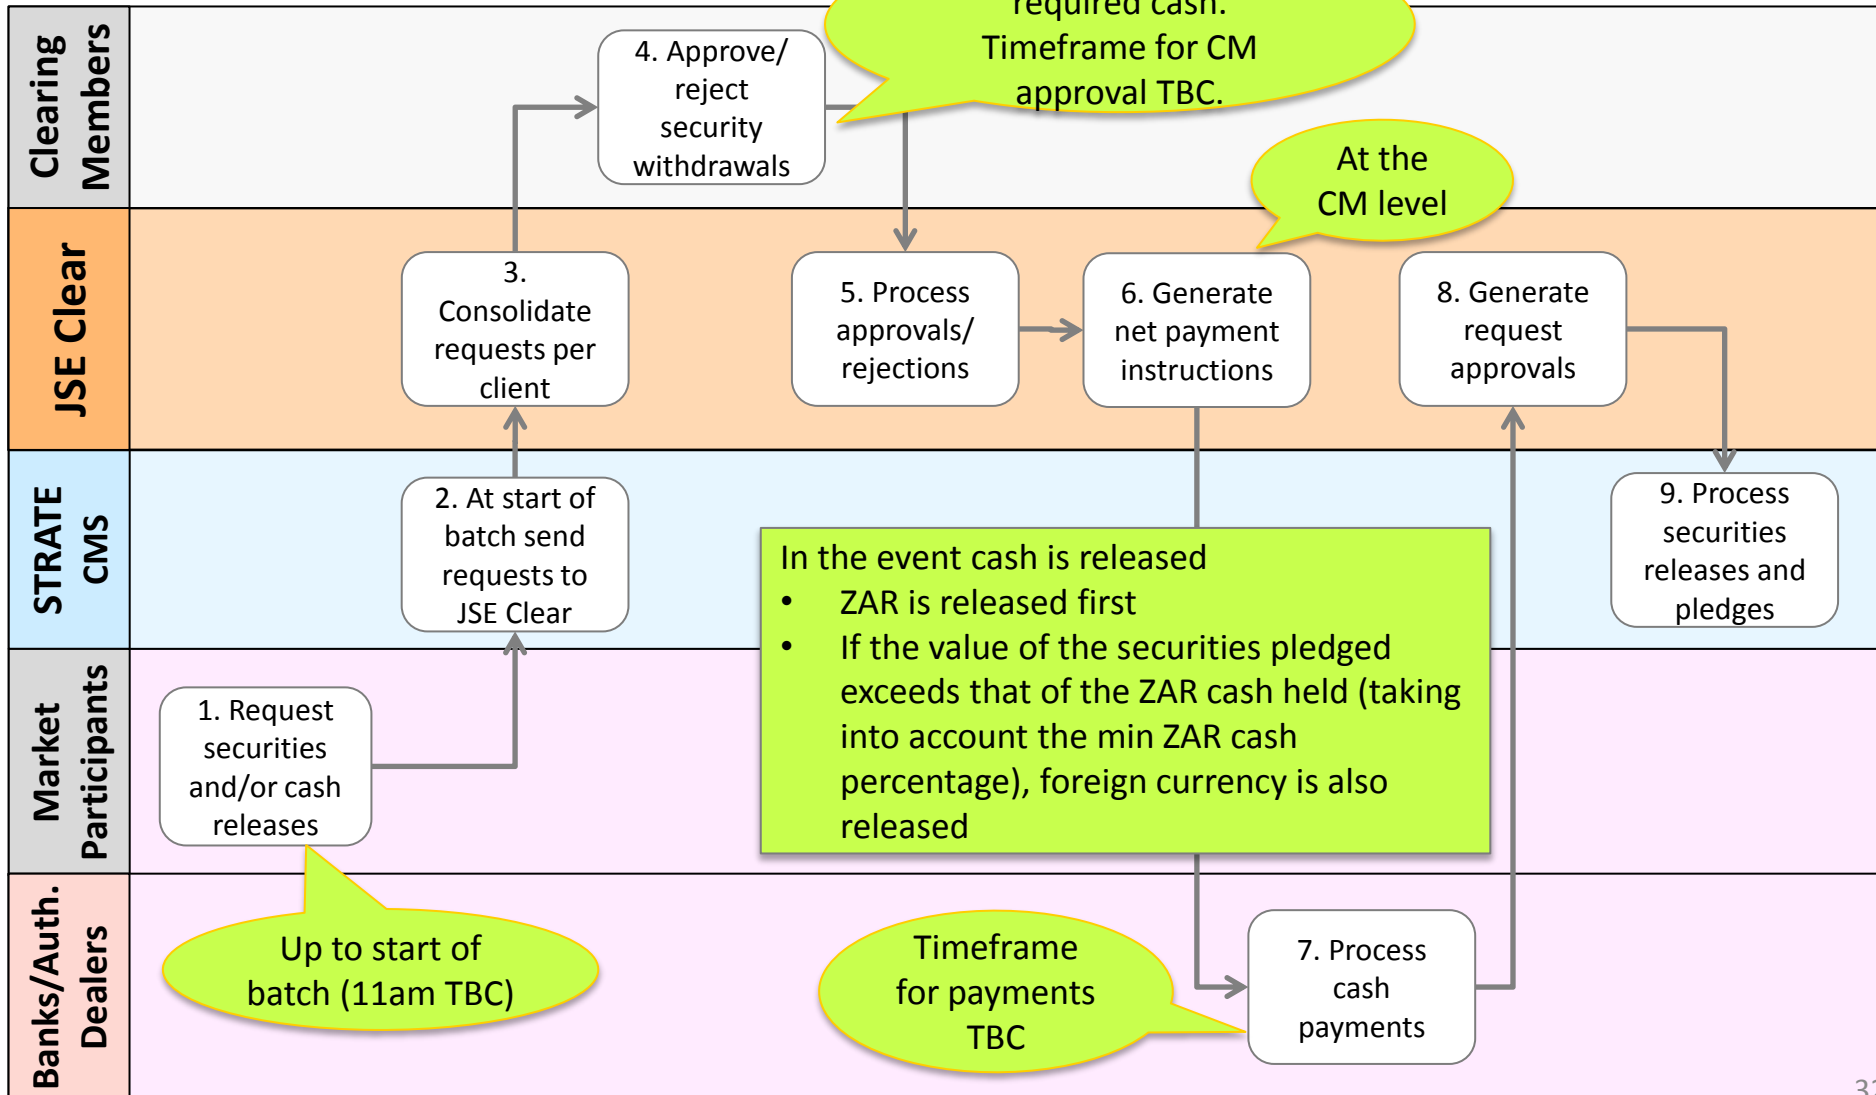 Clearing
Members
4. Approve/
reject
security
withdrawals
required cash.
Timeframe for CM
approval TBC.
At the
CM level
JSE Clear
3.
Consolidate
requests per
client
5. Process
approvals/
rejections
6. Generate
net payment
instructions
8. Generate
request
approvals
STRATE
CMS
2. At start of
batch send
requests to
JSE Clear
In the event cash is released
• ZAR is released first
• If the value of the securities pledged
exceeds that of the ZAR cash held (taking
into account the min ZAR cash
percentage), foreign currency is also
released
9. Process
securities
releases and
pledges
Market
Participants
1. Request
securities
and/or cash
releases
Banks/Auth.
Dealers
Up to start of
batch (11am TBC)
Timeframe
for payments
TBC
7. Process
cash
payments